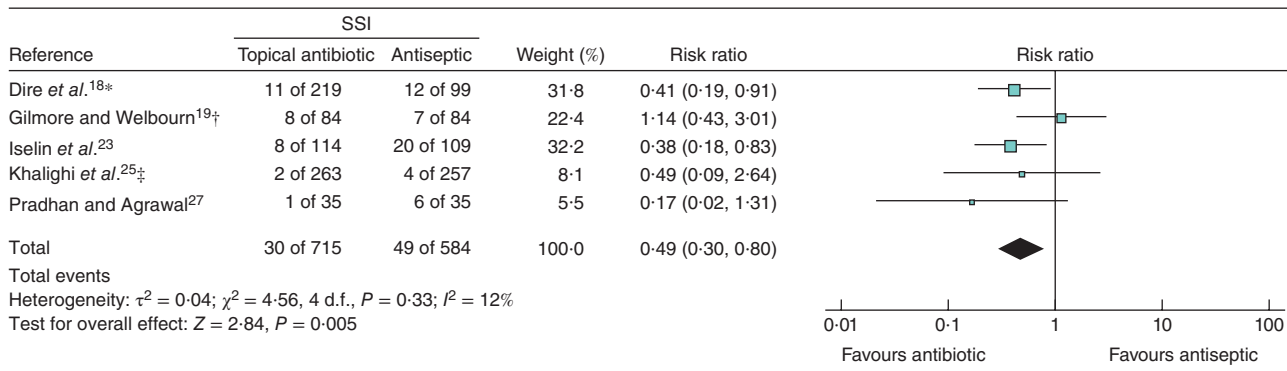 SSI
Reference Topical antibiotic Antiseptic Weight (%) Risk ratio Risk ratio
Dire et al.18* 11 of 219 12 of 99 31·8 0·41 (0·19, 0·91)
Gilmore and Welbourn19† 8 of 84 7 of 84 22·4 1·14 (0·43, 3·01)
Iselin et al.23 8 of 114 20 of 109 32·2 0·38 (0·18, 0·83)
Khalighi et al.25‡ 2 of 263 4 of 257 8·1 0·49 (0·09, 2·64)
Pradhan and Agrawal27 1 of 35 6 of 35 5·5 0·17 (0·02, 1·31)
Total 30 of 715 49 of 584 100·0 0·49 (0·30, 0·80)
Total events
Heterogeneity: τ2 = 0·04; χ2 = 4·56, 4 d.f., P = 0·33; I2 = 12%
Test for overall effect: Z = 2·84, P = 0·005
0·01 0·1 1 10 100
Favours antibiotic Favours antiseptic